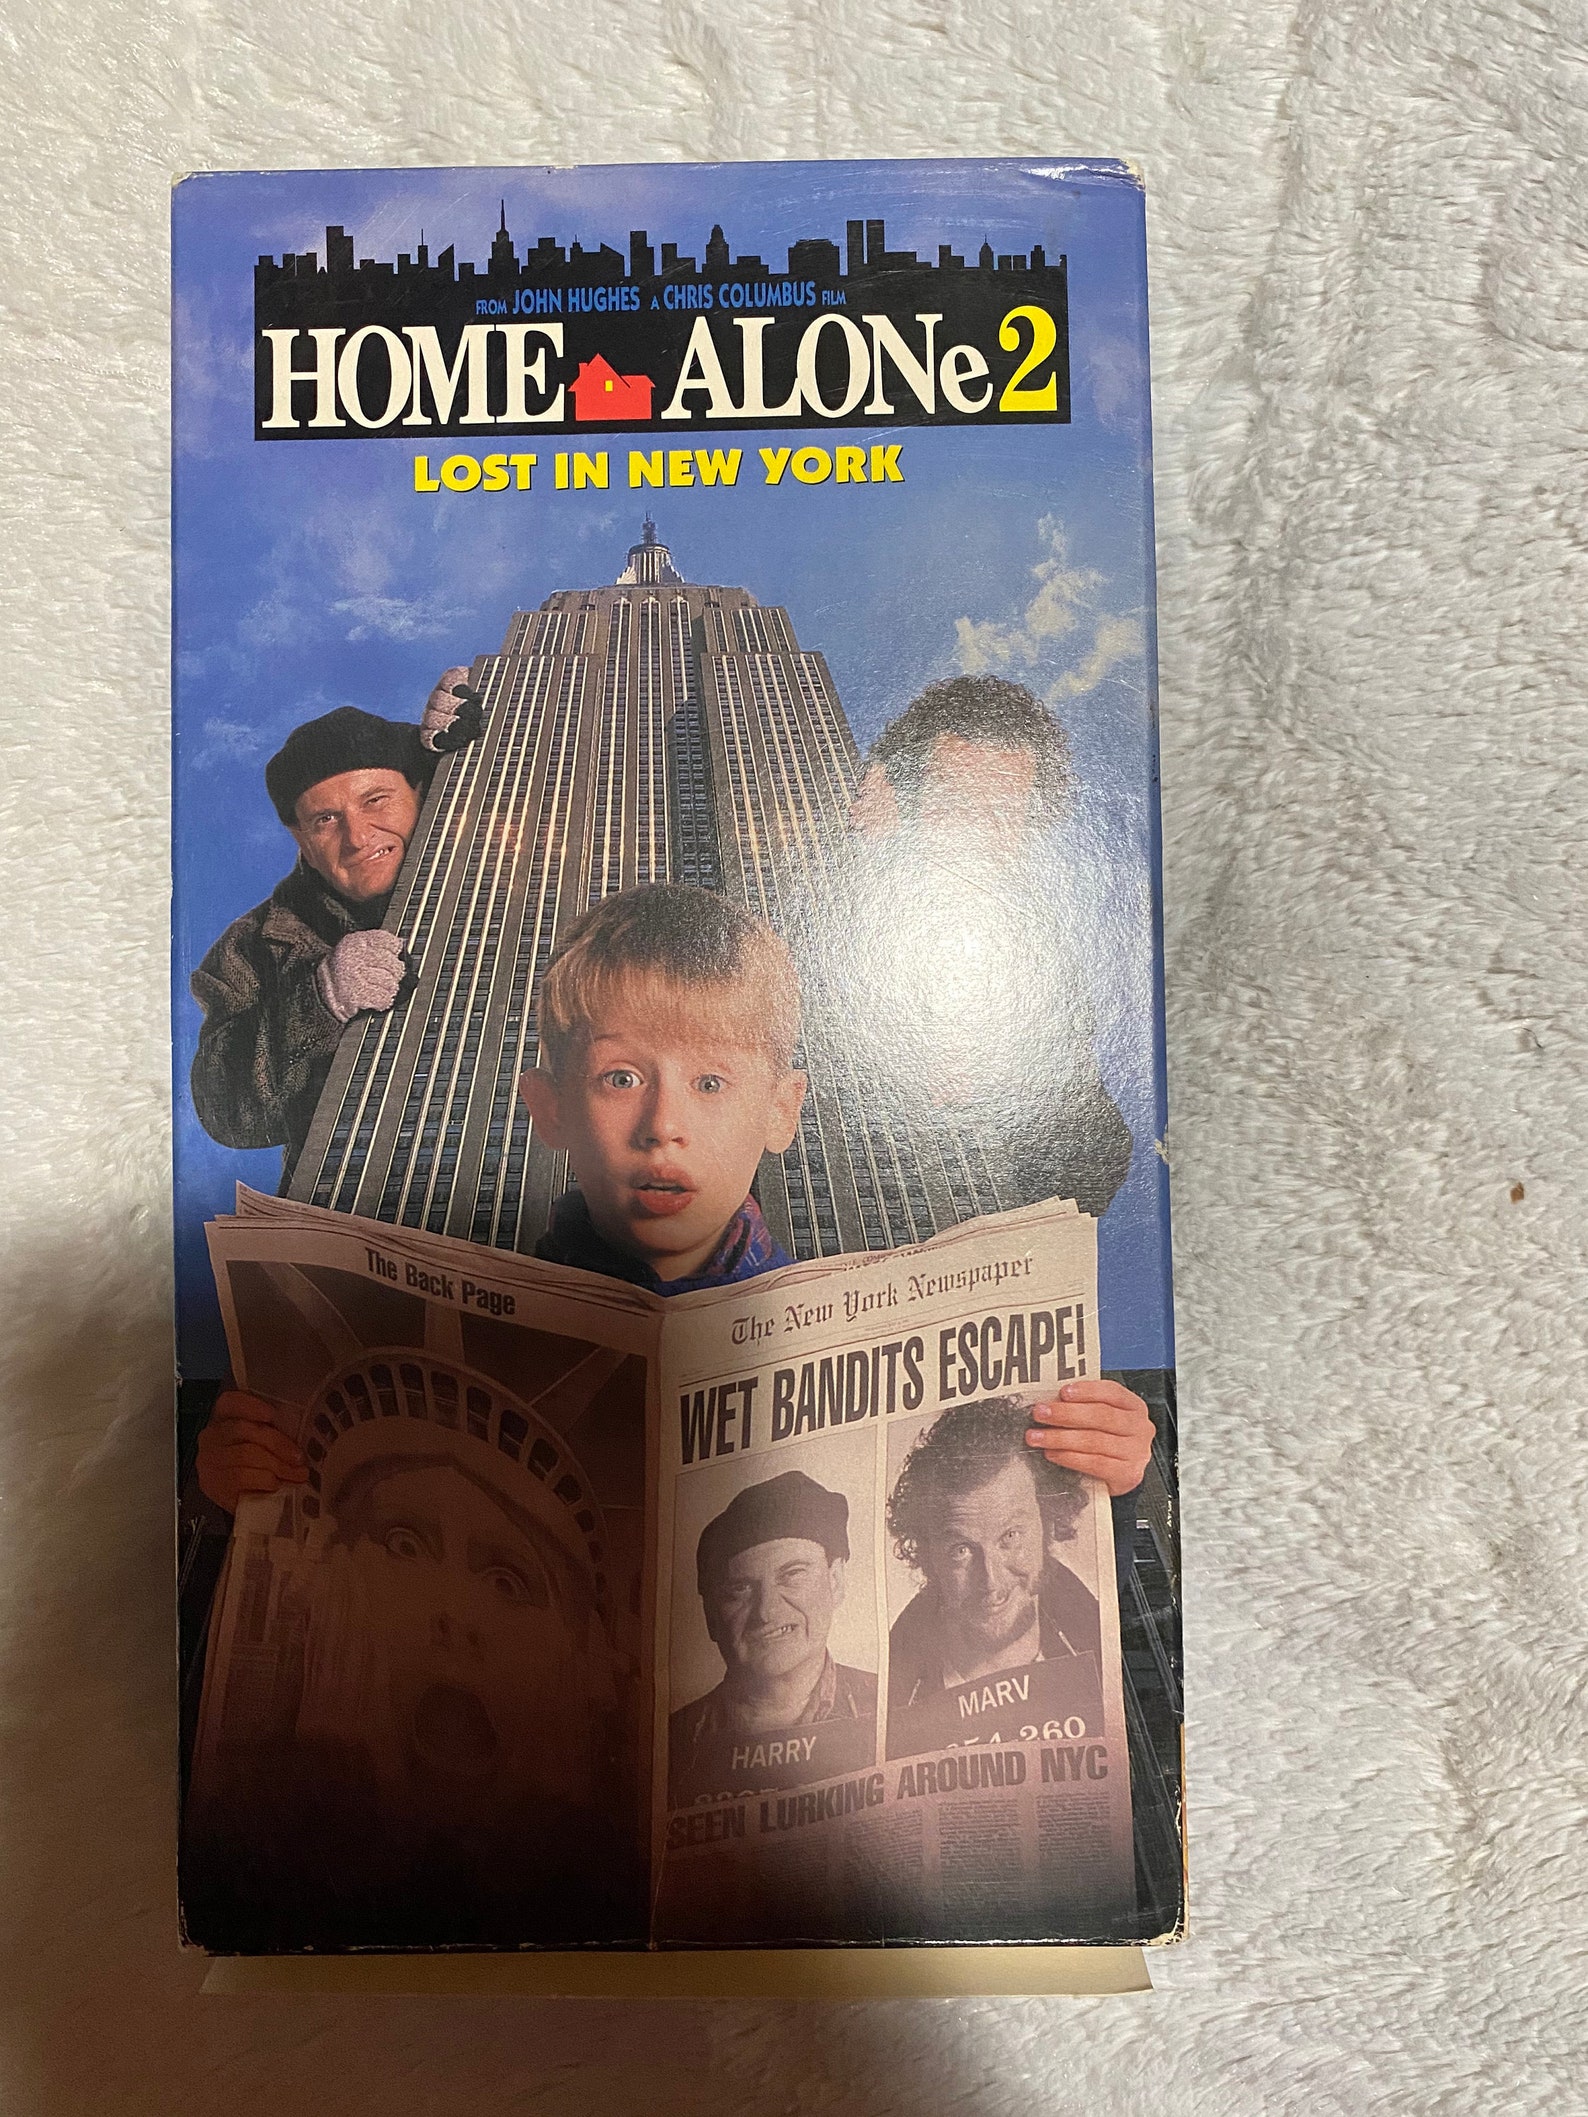 FROM JOHN HUGHES A CHRIS COLUMBUS FILM
HOME ALONe 2
LOST IN NEW YORK
The Back Page
The New York Newspaper
WET BANDITS ESCAPE!
HARRY
MARV
260
SEEN LURKING AROUND NYC